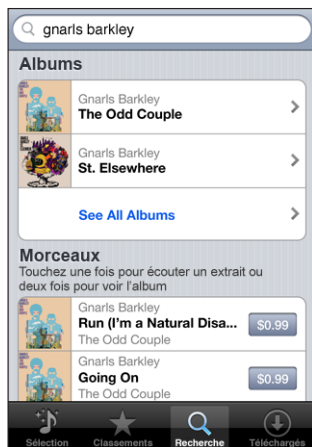 gnarls barkley
Albums
Gnarls Barkley
The Odd Couple
Gnarls Barkley
St. Elsewhere
See All Albums
Morceaux
Touchez une fois pour écouter un extrait ou
deux fois pour voir l'album
Gnarls Barkley
Run (I'm a Natural Disa...
$0.99
The Odd Couple
Gnarls Barkley
Going On
$0.99
The Odd Couple
Sélection Classements Recherche Téléchargés